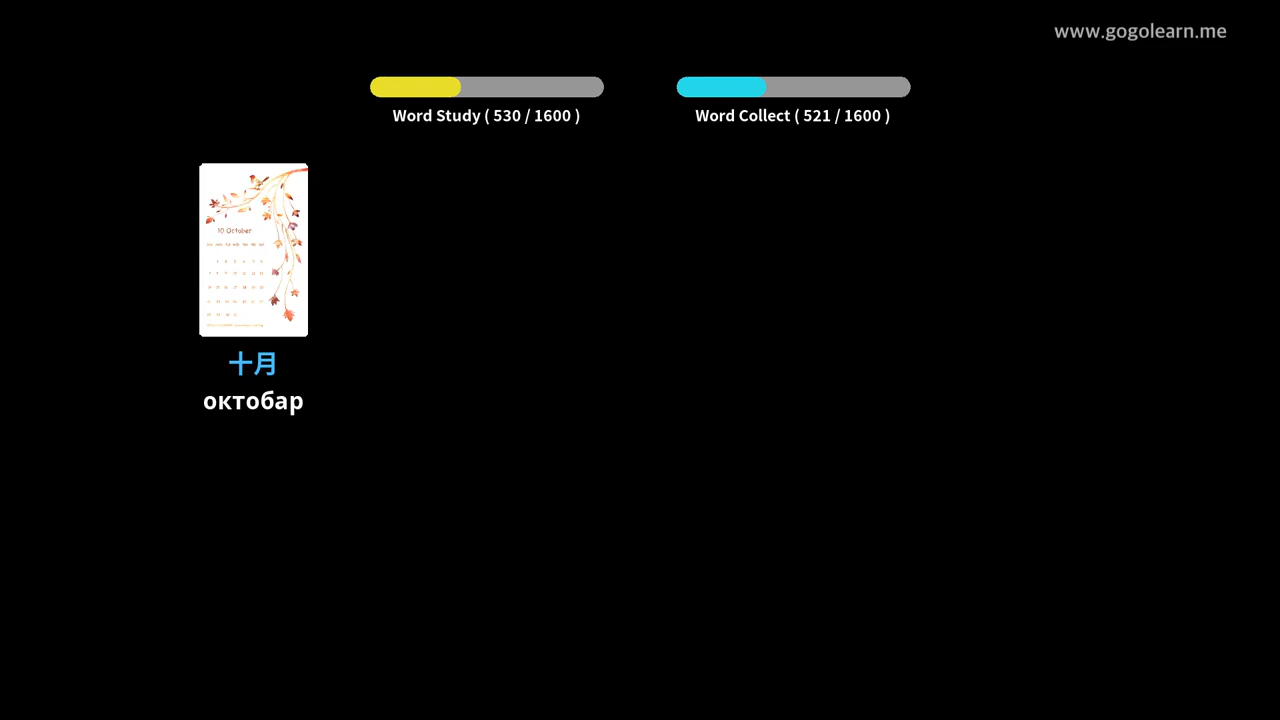 www.gogolearn.me
Word Study ( 530 / 1600 )
Word Collect ( 521 / 1600 )
10 October
十月
октобар